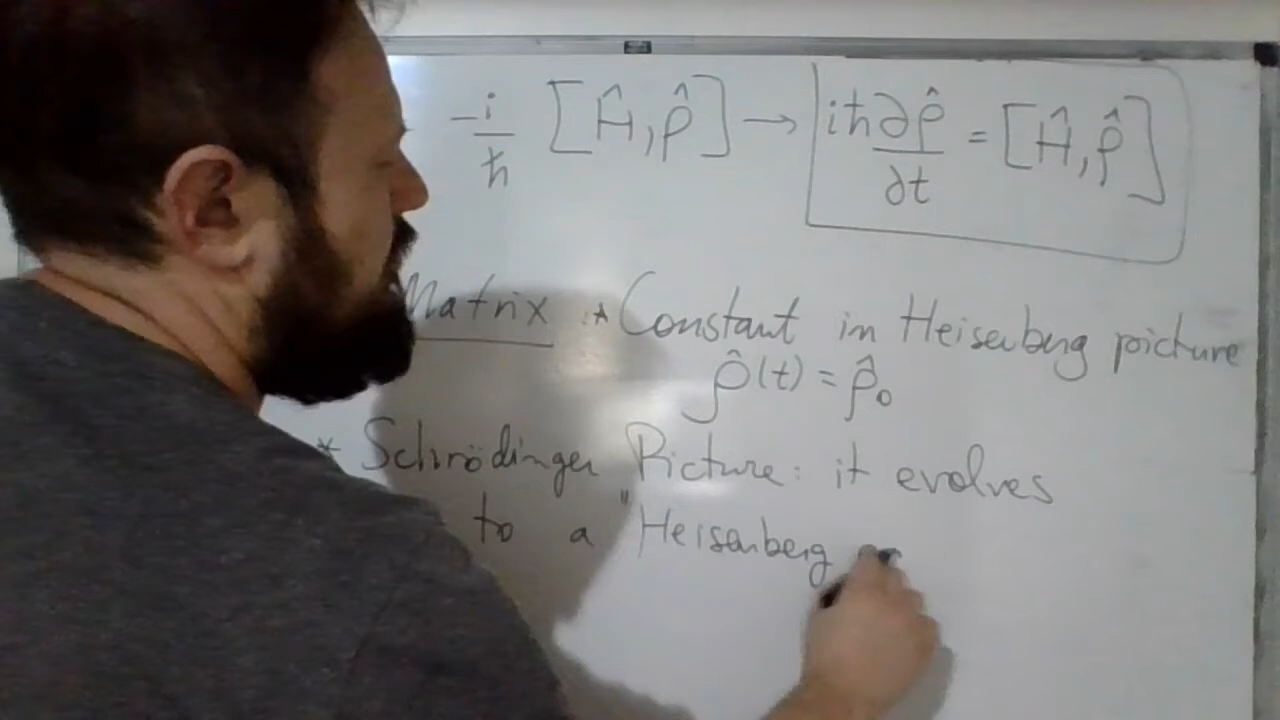 -i/ħ [Ĥ, ρ̂] → iħ ∂ρ̂/∂t = [Ĥ, ρ̂]
Matrix * Constant in Heisenberg picture
ρ̂(t) = ρ̂₀
* Schrödinger Picture: it evolves
to a "Heisenberg